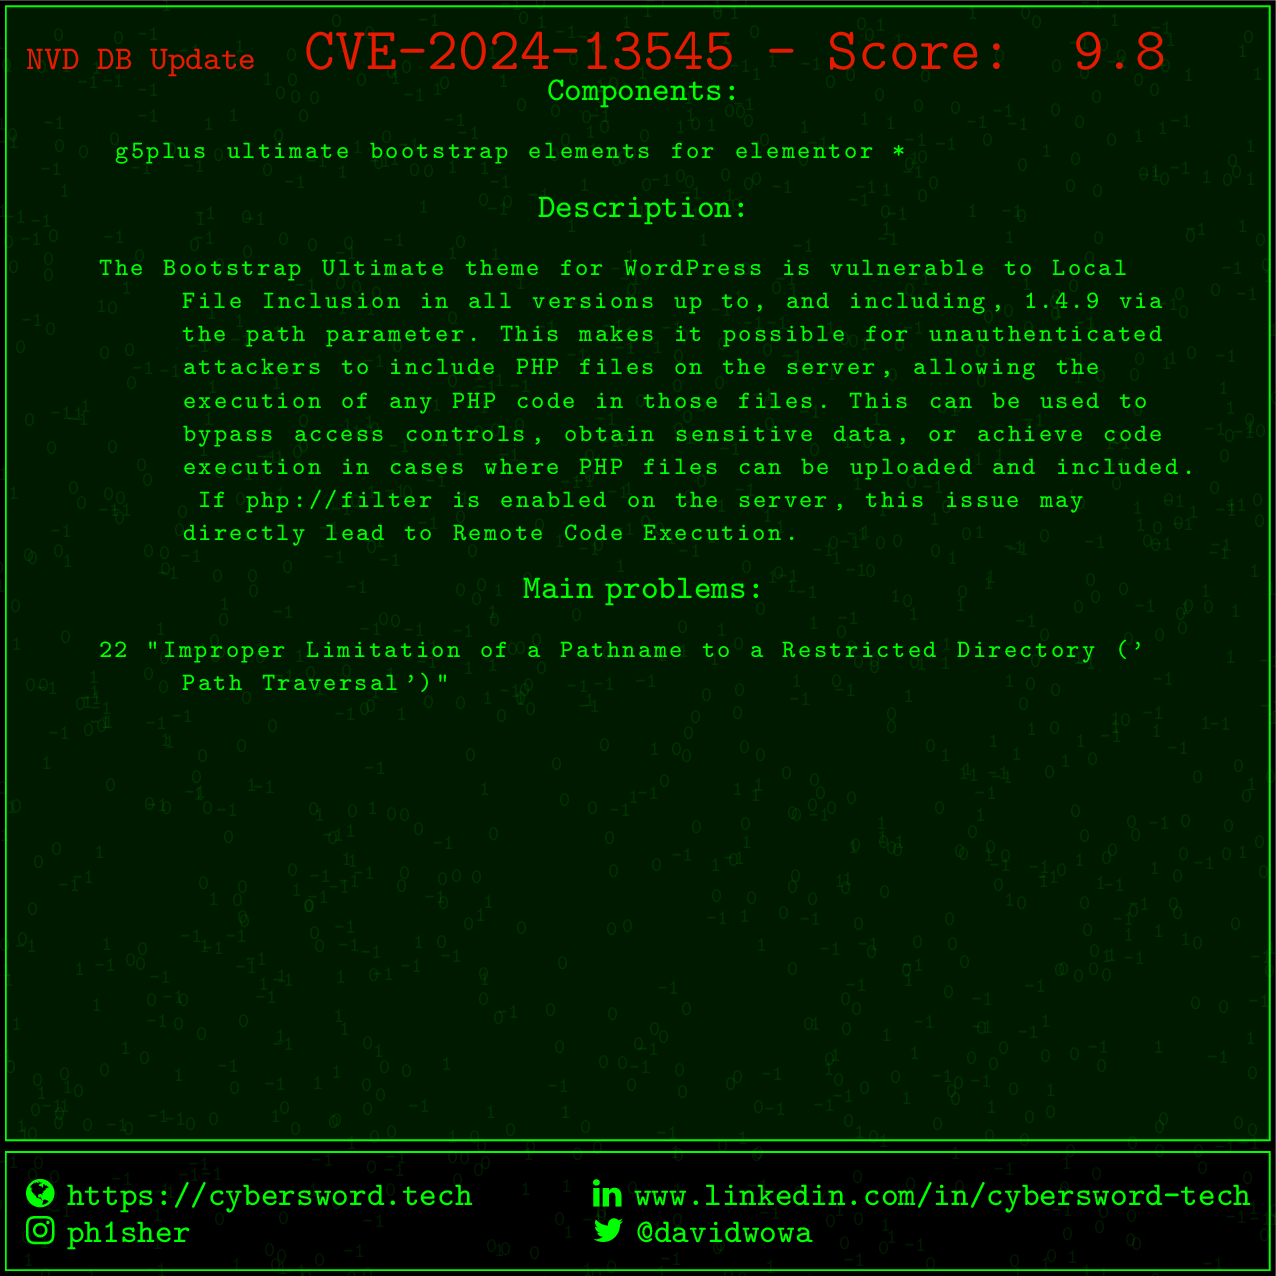 NVD DB Update CVE-2024-13545 - Score: 9.8
Components:
g5plus ultimate bootstrap elements for elementor *
Description:
The Bootstrap Ultimate theme for WordPress is vulnerable to Local
File Inclusion in all versions up to, and including, 1.4.9 via
the path parameter. This makes it possible for unauthenticated
attackers to include PHP files on the server, allowing the
execution of any PHP code in those files. This can be used to
bypass access controls, obtain sensitive data, or achieve code
execution in cases where PHP files can be uploaded and included.
If php://filter is enabled on the server, this issue may
directly lead to Remote Code Execution.
Main problems:
22 "Improper Limitation of a Pathname to a Restricted Directory ('
Path Traversal')"
https://cybersword.tech www.linkedin.com/in/cybersword-tech
ph1sher @davidwowa